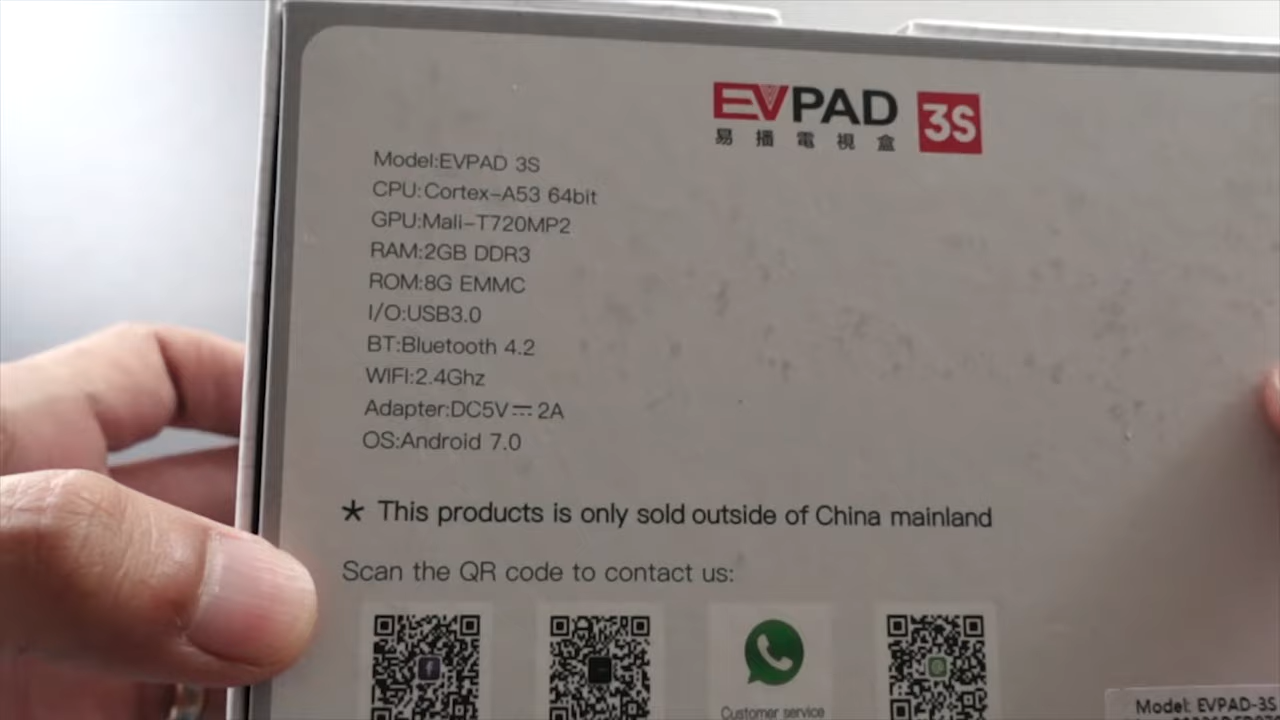 EVPAD 3S
易播電視盒
Model:EVPAD 3S
CPU:Cortex-A53 64bit
GPU:Mali-T720MP2
RAM:2GB DDR3
ROM:8G EMMC
I/O:USB3.0
BT:Bluetooth 4.2
WIFI:2.4Ghz
Adapter:DC5V⎓2A
OS:Android 7.0
* This products is only sold outside of China mainland
Scan the QR code to contact us:
Customer service
Model: EVPAD-3S